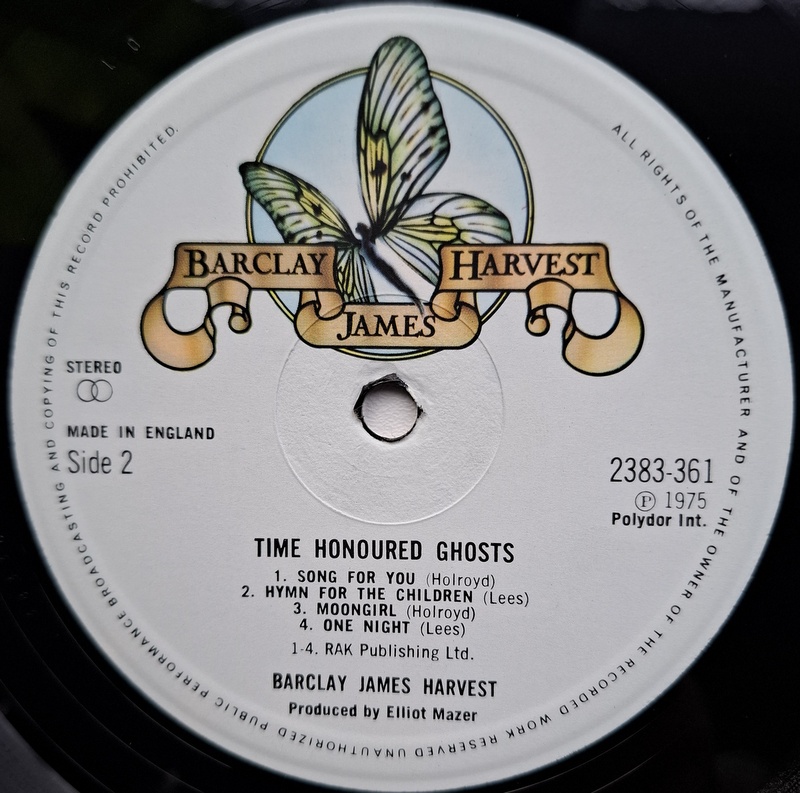 BARCLAY
JAMES
HARVEST
STEREO
MADE IN ENGLAND
Side 2
2383-361
Ⓟ 1975
Polydor Int.
TIME HONOURED GHOSTS
1. SONG FOR YOU (Holroyd)
2. HYMN FOR THE CHILDREN (Lees)
3. MOONGIRL (Holroyd)
4. ONE NIGHT (Lees)
1-4. RAK Publishing Ltd.
BARCLAY JAMES HARVEST
Produced by Elliot Mazer
ALL RIGHTS OF THE MANUFACTURER AND OF THE OWNER OF THE RECORDED WORK RESERVED UNAUTHORIZED PUBLIC PERFORMANCE BROADCASTING AND COPYING OF THIS RECORD PROHIBITED.